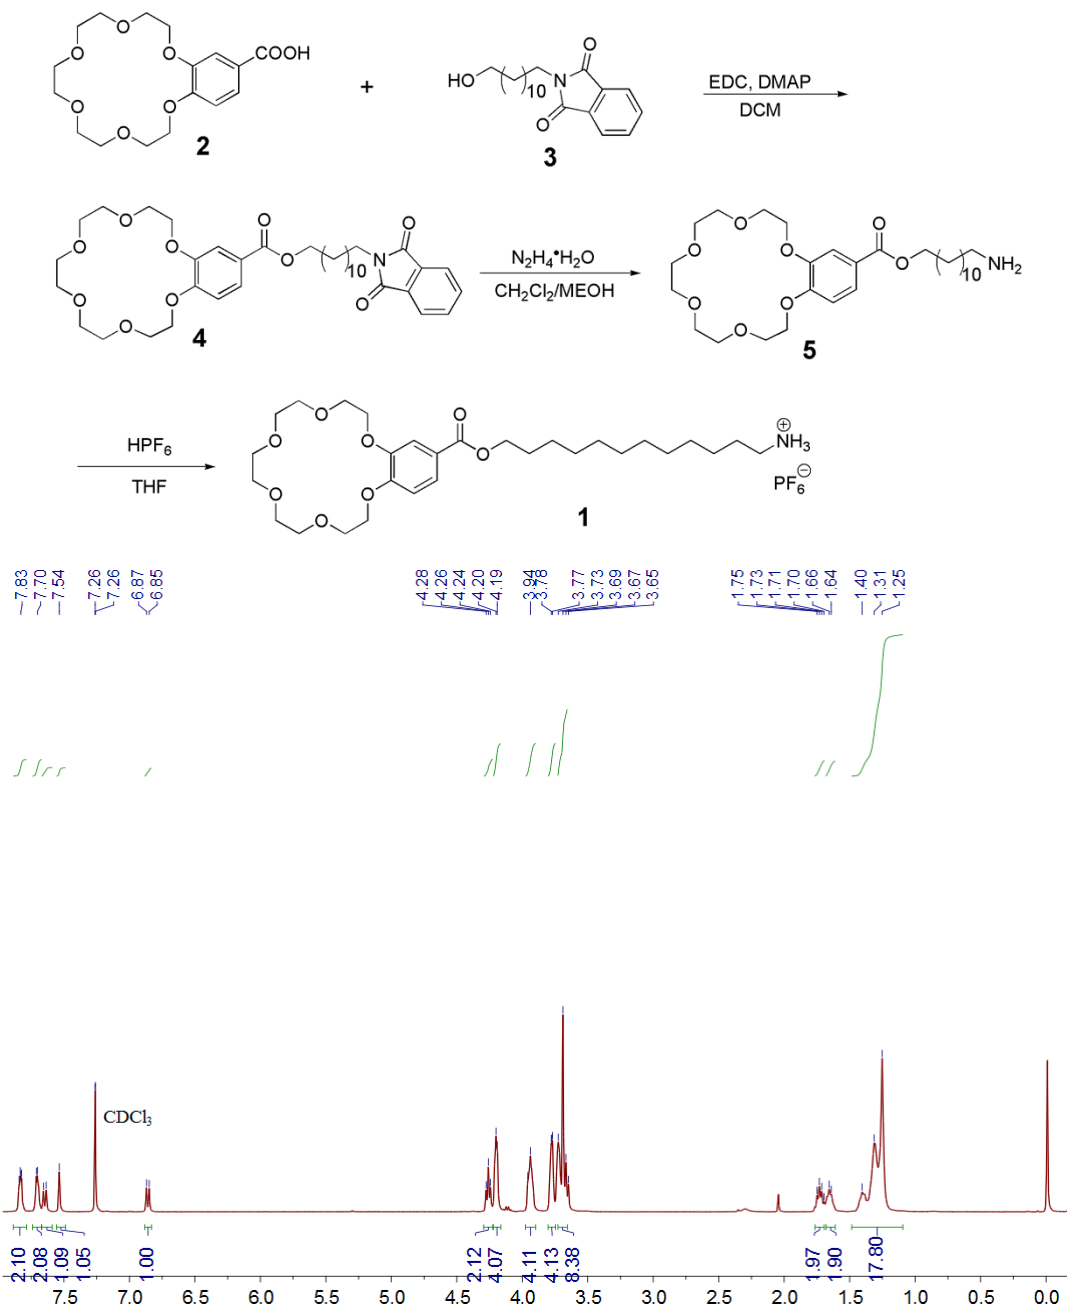 O O COOH
O O
O O
2
+
HO ( )10 N O O
3
EDC, DMAP
DCM
O O O O
O O O N
O O O
4
( )10
N2H4•H2O
CH2Cl2/MEOH
O O O O
O O O ( )10 NH2
O
5
HPF6
THF
O O O O
O O O NH3 +
O PF6 −
1
7.83 7.70 7.54 7.26 7.26 6.87 6.85 4.28 4.26 4.24 4.20 4.19 3.94 3.78 3.77 3.73 3.69 3.67 3.65 1.75 1.73 1.71 1.70 1.66 1.64 1.40 1.31 1.25
CDCl3
2.10 2.08 1.09 1.05 1.00 2.12 4.07 4.11 4.13 8.38 1.97 1.90 17.80
7.5 7.0 6.5 6.0 5.5 5.0 4.5 4.0 3.5 3.0 2.5 2.0 1.5 1.0 0.5 0.0